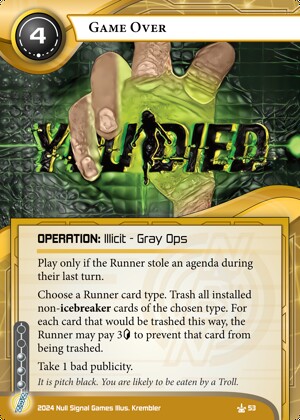 4
Game Over
YOU DIED
OPERATION: Illicit - Gray Ops
Play only if the Runner stole an agenda during
their last turn.
Choose a Runner card type. Trash all installed
non-icebreaker cards of the chosen type. For
each card that would be trashed this way, the
Runner may pay 3 to prevent that card from
being trashed.
Take 1 bad publicity.
It is pitch black. You are likely to be eaten by a Troll.
2024 Null Signal Games Illus. Krembler
53